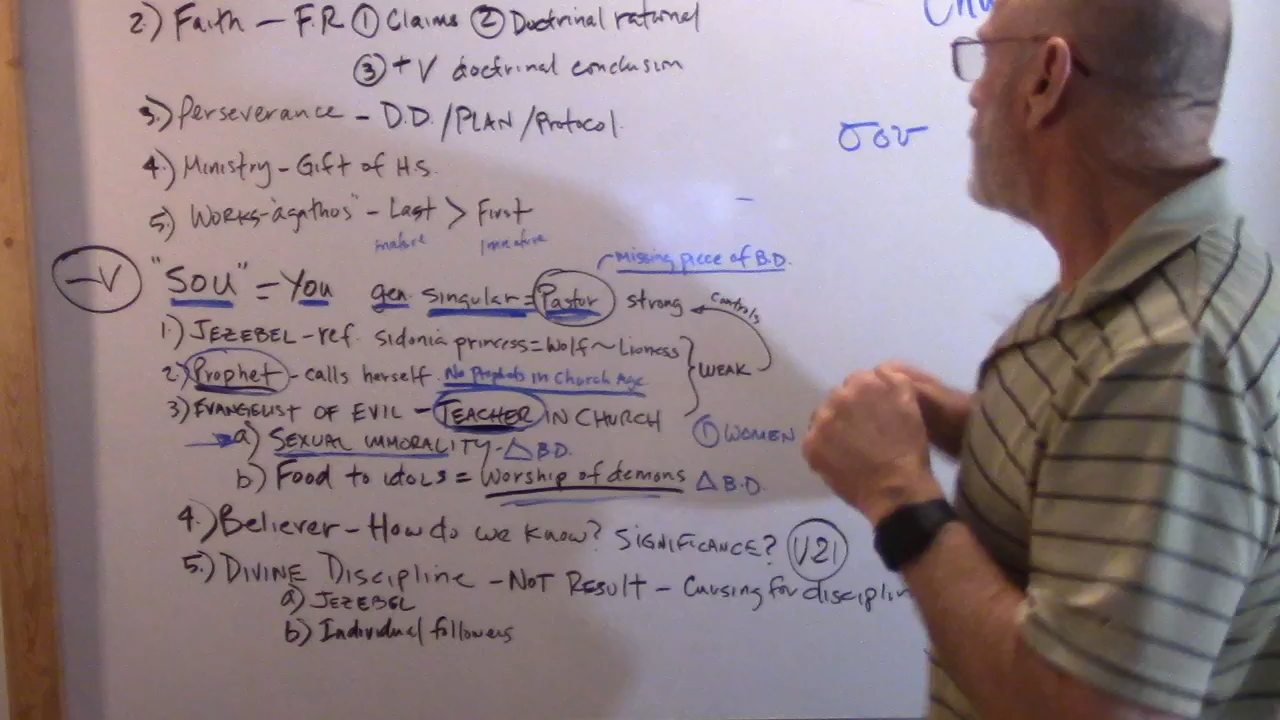 2.) Faith – F.R ① Claims ② Doctrinal rational
Chu
③ + V doctrinal conclusion
3.) Perseverance – D.D. / PLAN / Protocol.
σου
4.) Ministry – Gift of H.S.
5.) Works- "agathos" – Last > First
mature immature
missing piece of B.D.
–V "Sou" = You gen. singular = Pastor strong controls
1.) JEZEBEL – ref. sidonia princess = Wolf ~ Lioness
2.) Prophet – calls herself. No Prophets in Church Age WEAK
3) EVANGELIST OF EVIL – TEACHER IN CHURCH
① WOMEN
a) SEXUAL IMMORALITY – Δ B.D.
b) Food to idols = Worship of demons Δ B.D.
4.) Believer – How do we know? SIGNIFICANCE? V21
5.) DIVINE Discipline – NOT RESULT – Causing for disciplin
a) JEZEBEL
b) Individual followers